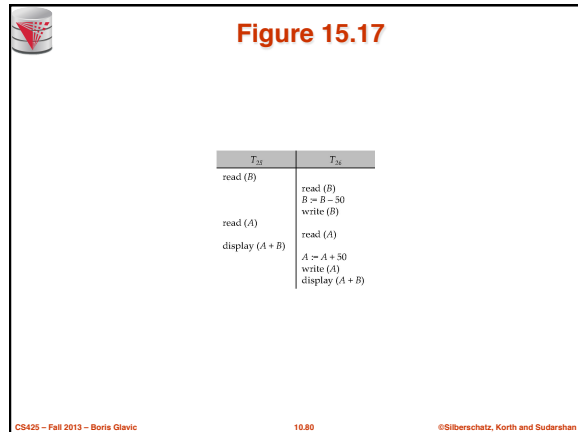 Figure 15.17
T25 T26
read (B)
read (B)
B := B – 50
write (B)
read (A)
read (A)
display (A + B)
A := A + 50
write (A)
display (A + B)
CS425 – Fall 2013 – Boris Glavic 10.80 ©Silberschatz, Korth and Sudarshan